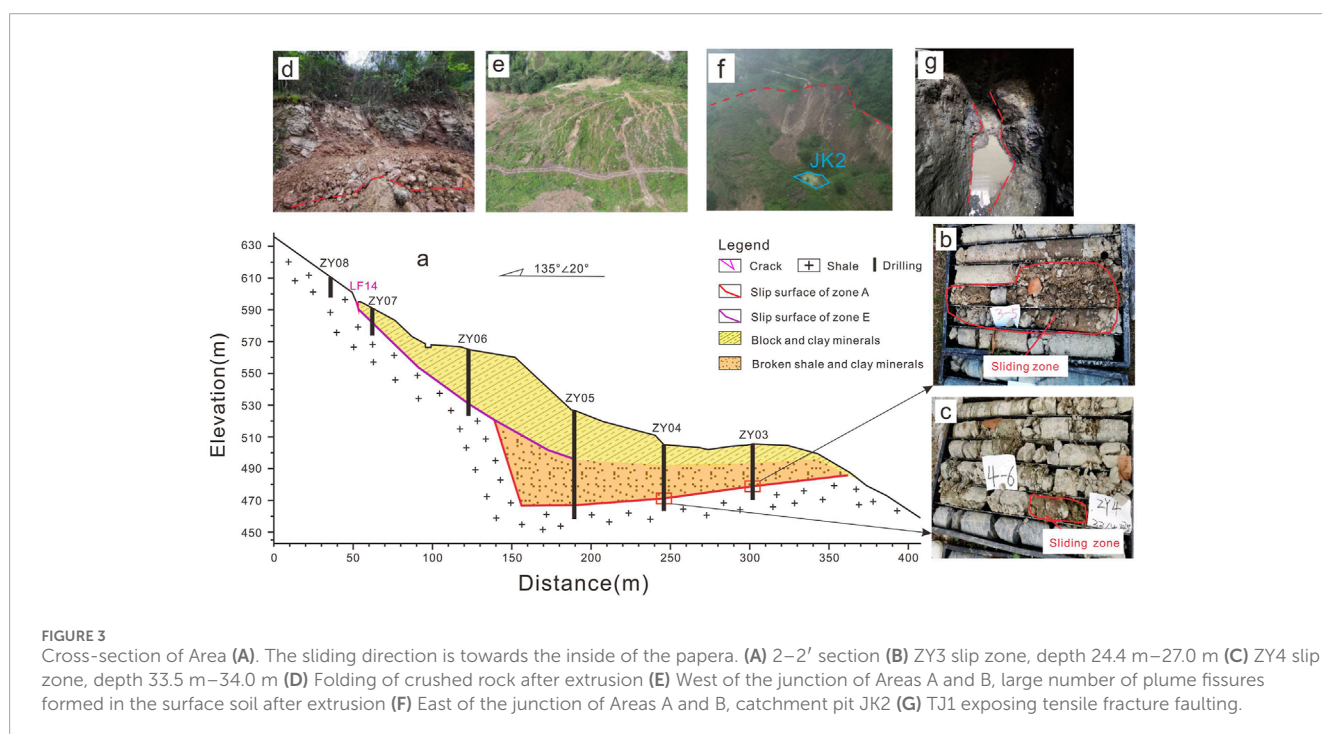 d
e
f
JK2
g
630
610
590
570
550
530
510
490
470
450
Elevation(m)
0
50
100
150
200
250
300
350
400
Distance(m)
a
135°∠20°
ZY08
LF14
ZY07
ZY06
ZY05
ZY04
ZY03
Legend
Crack
Shale
Drilling
Slip surface of zone A
Slip surface of zone E
Block and clay minerals
Broken shale and clay minerals
b
3-5
Sliding zone
c
4-6
ZY4
Sliding zone
FIGURE 3
Cross-section of Area (A). The sliding direction is towards the inside of the papera. (A) 2–2′ section (B) ZY3 slip zone, depth 24.4 m–27.0 m (C) ZY4 slip
zone, depth 33.5 m–34.0 m (D) Folding of crushed rock after extrusion (E) West of the junction of Areas A and B, large number of plume fissures
formed in the surface soil after extrusion (F) East of the junction of Areas A and B, catchment pit JK2 (G) TJ1 exposing tensile fracture faulting.